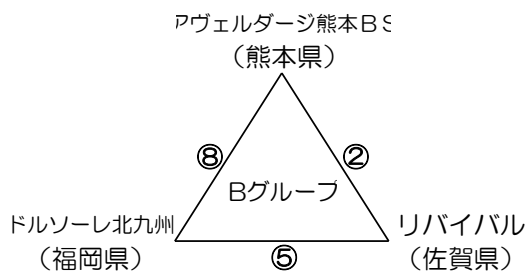 アヴェルダージ熊本BS
（熊本県）
⑧
②
Bグループ
ドルソーレ北九州
リバイバル
（福岡県）
⑤
（佐賀県）